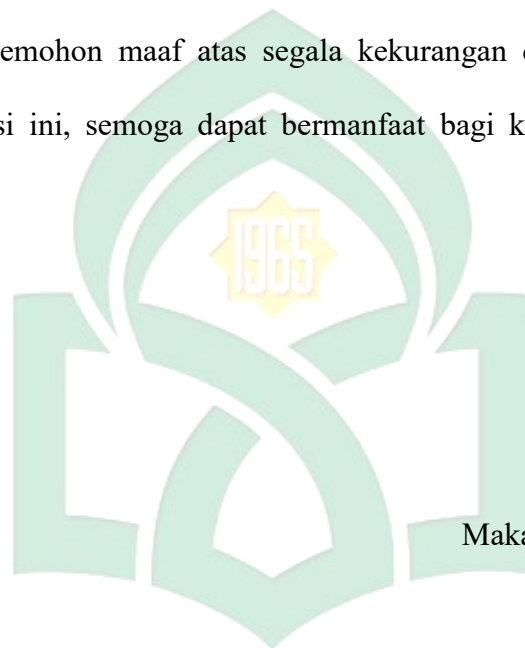 emohon maaf atas segala kekurangan
si ini, semoga dapat bermanfaat bagi k
1965
Maka